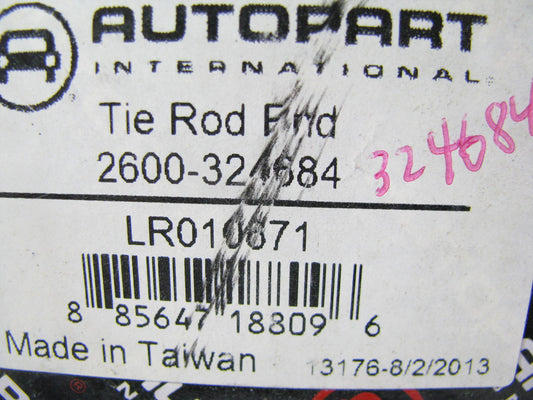 AUTOPART
INTERNATIONAL
Tie Rod End
2600-324684
324684
LR010671
8 85647 18809 6
Made in Taiwan
13176-8/2/2013